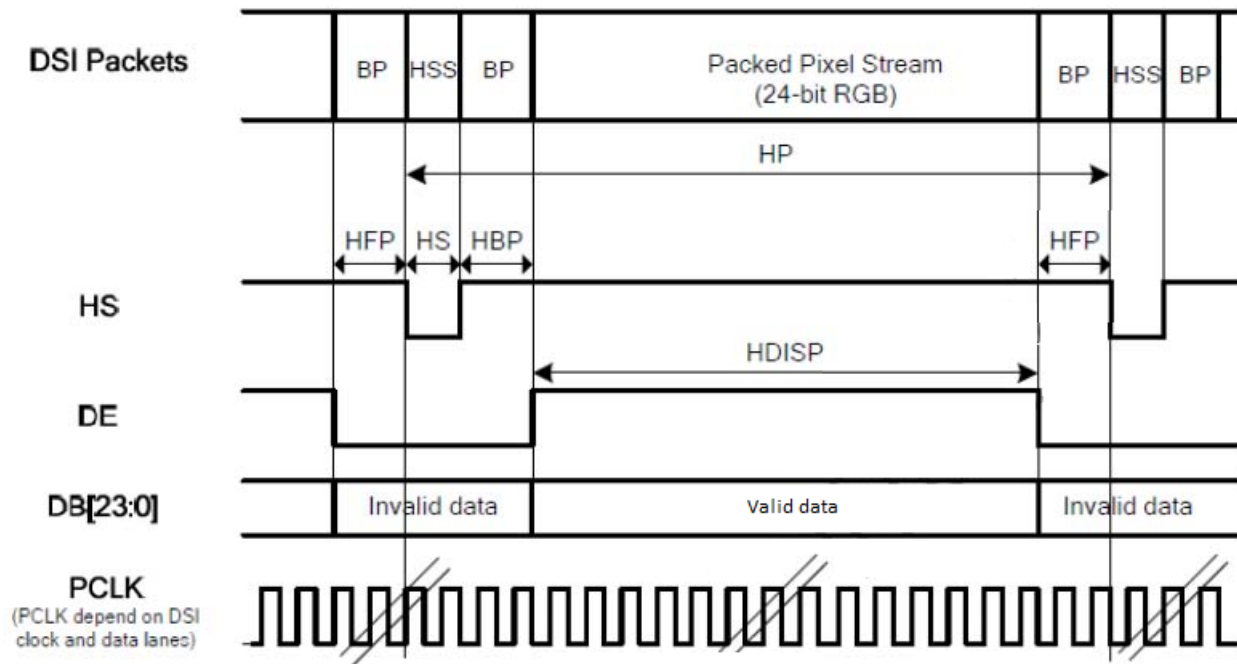 DSI Packets
BP
HSS
BP
Packed Pixel Stream
(24-bit RGB)
BP
HSS
BP
HP
HFP
HS
HBP
HFP
HS
HDISP
DE
DB[23:0]
Invalid data
Valid data
Invalid data
PCLK
(PCLK depend on DSI
clock and data lanes)